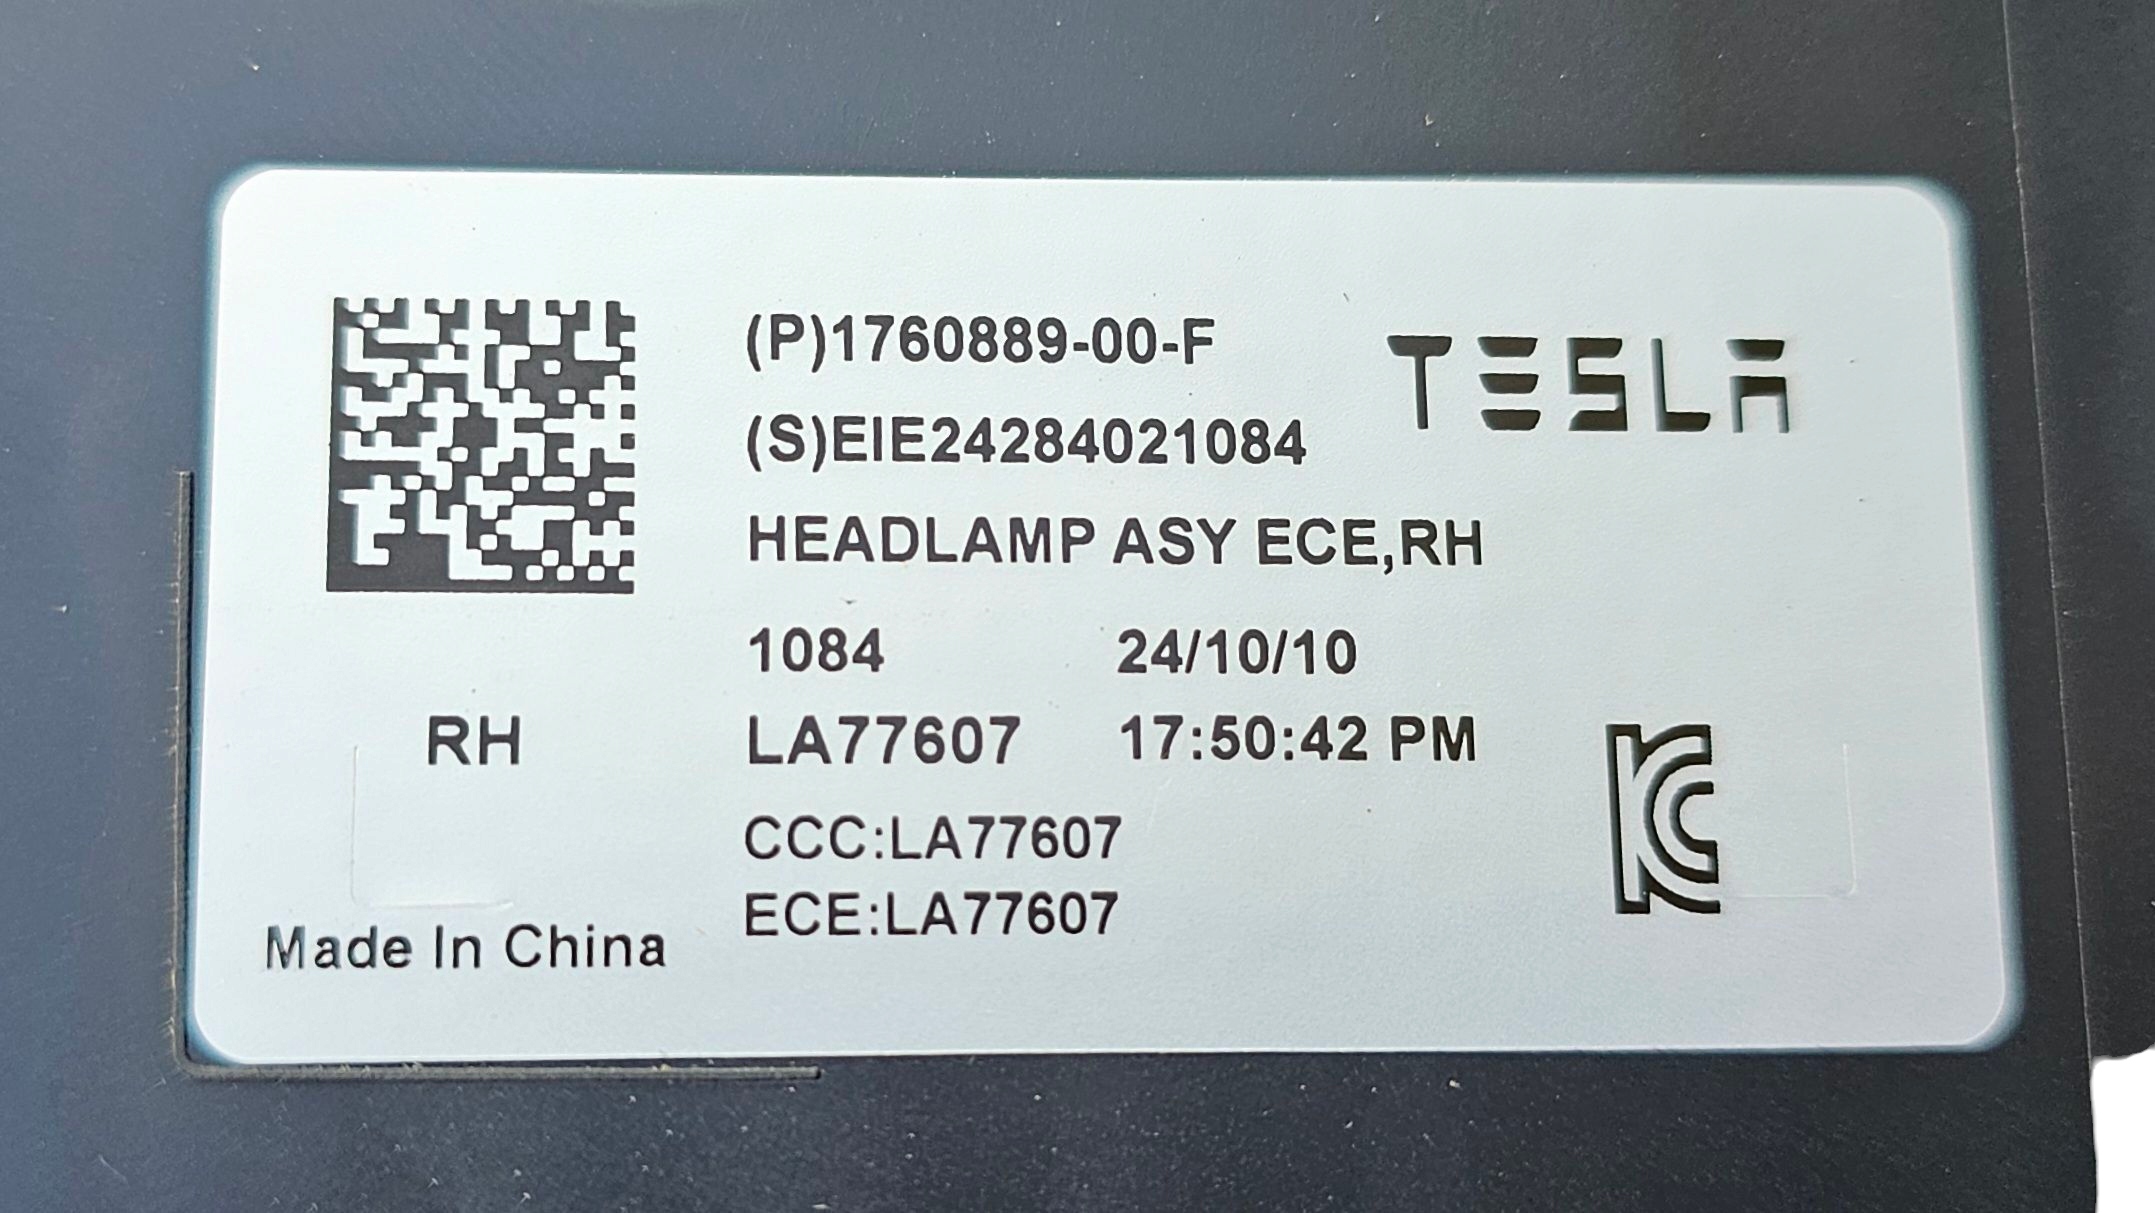 (P)1760889-00-F
TESLA
(S)EIE24284021084
HEADLAMP ASY ECE,RH
1084 24/10/10
RH LA77607 17:50:42 PM
CCC:LA77607
ECE:LA77607
Made In China
KC